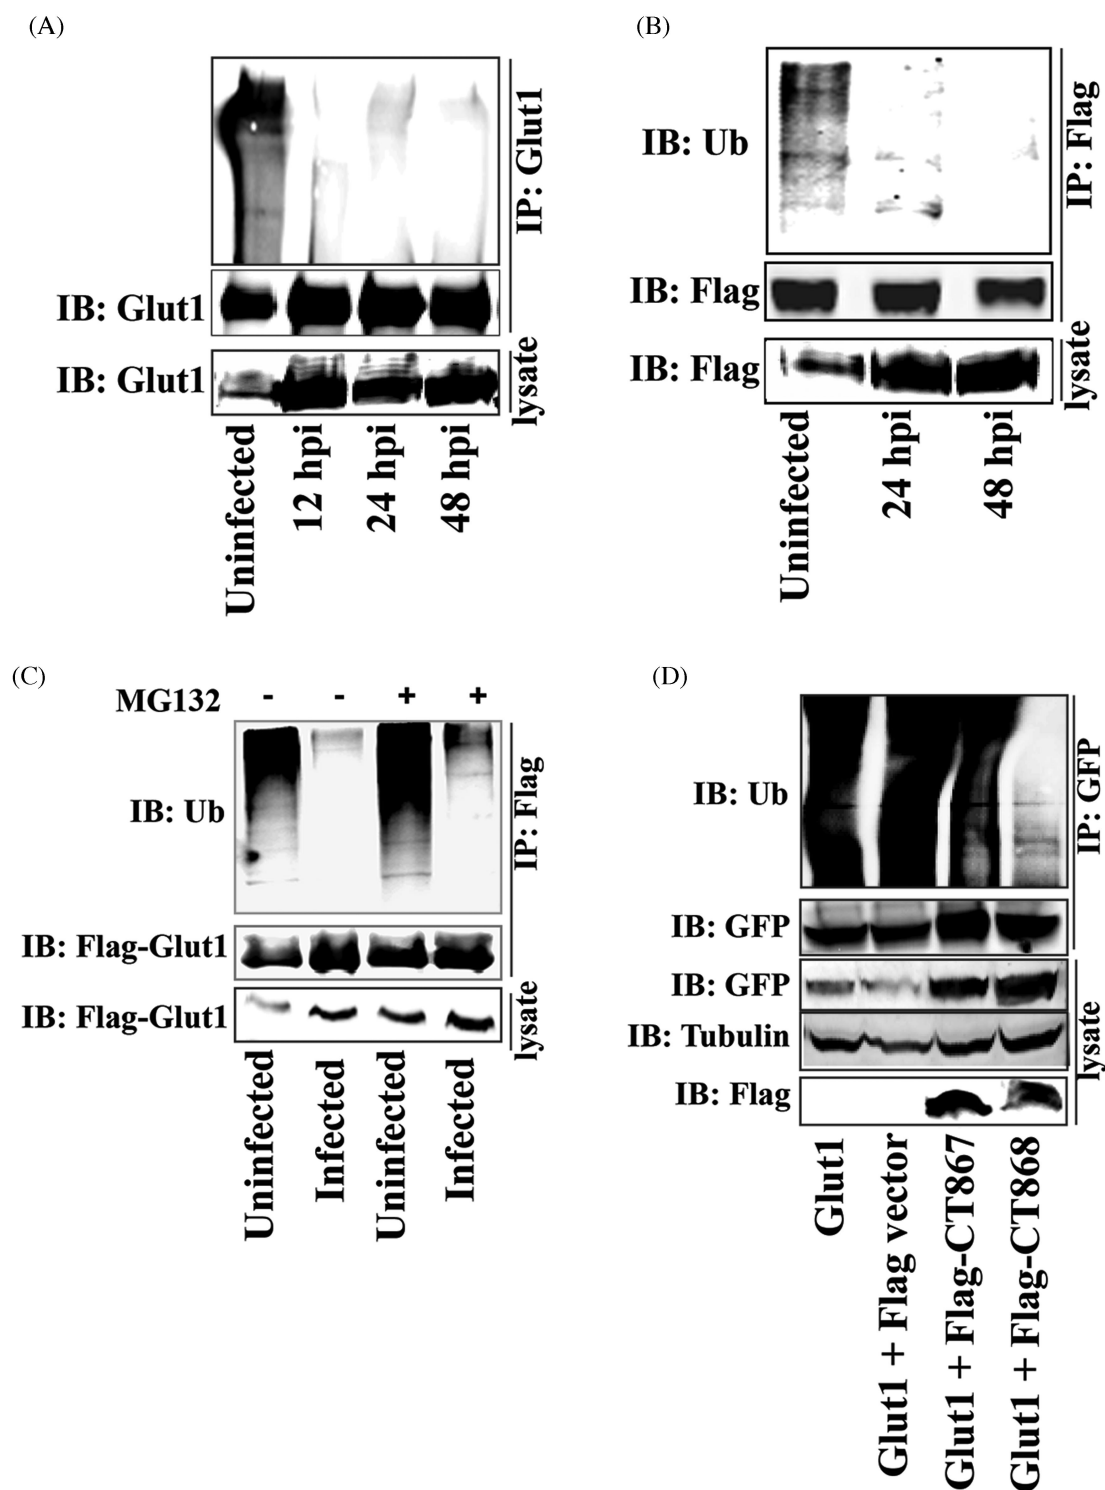 (A)
IP: Glut1
IB: Glut1
IB: Glut1
lysate
Uninfected
12 hpi
24 hpi
48 hpi
(B)
IB: Ub
IP: Flag
IB: Flag
IB: Flag
lysate
Uninfected
24 hpi
48 hpi
(C)
MG132 - - + +
IB: Ub
IP: Flag
IB: Flag-Glut1
IB: Flag-Glut1
lysate
Uninfected
Infected
Uninfected
Infected
(D)
IB: Ub
IP: GFP
IB: GFP
IB: GFP
IB: Tubulin
IB: Flag
lysate
Glut1
Glut1 + Flag vector
Glut1 + Flag-CT867
Glut1 + Flag-CT868